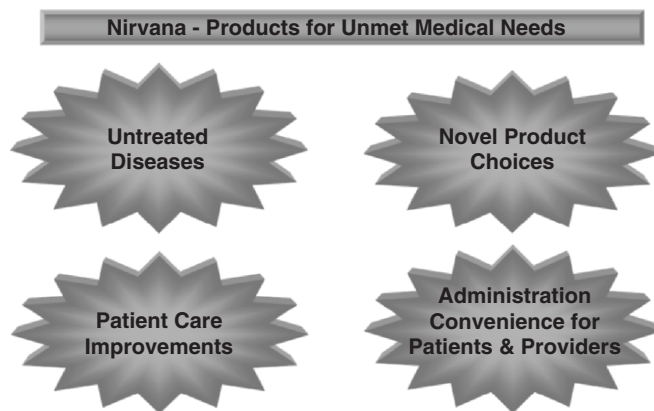 Nirvana - Products for Unmet Medical Needs
Untreated
Diseases
Novel Product
Choices
Patient Care
Improvements
Administration
Convenience for
Patients & Providers